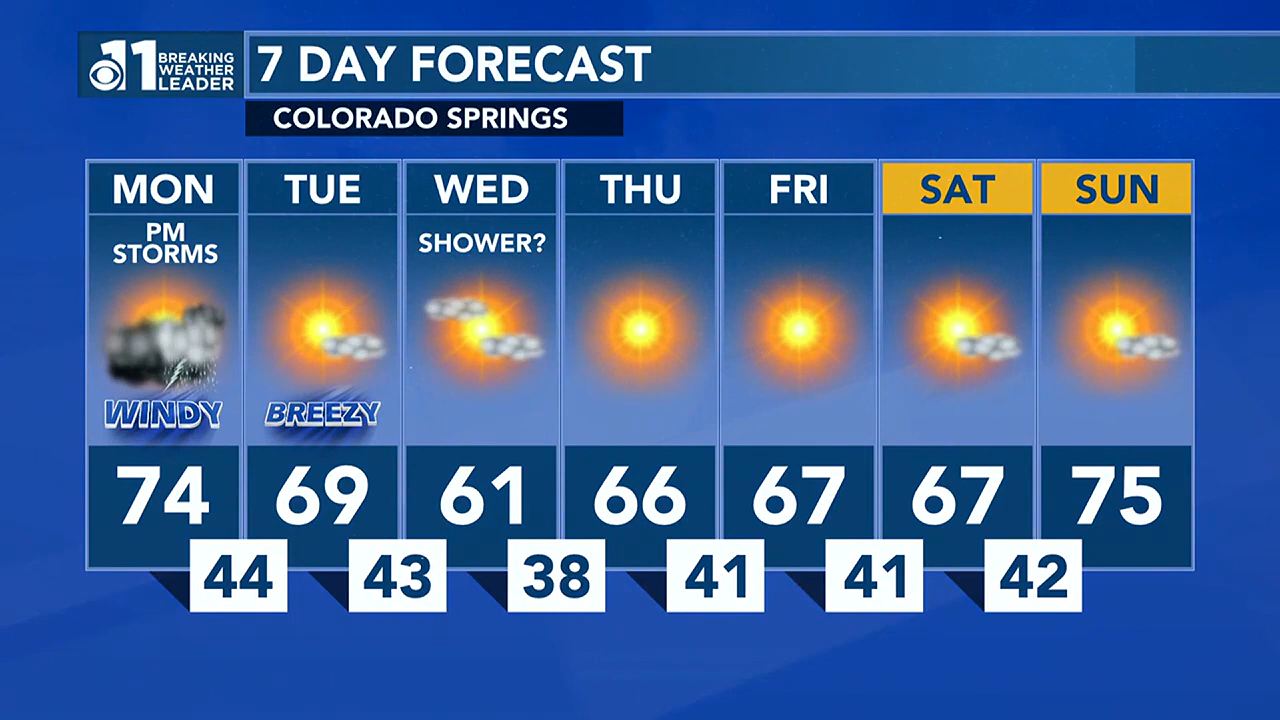 11 BREAKING
WEATHER
LEADER
7 DAY FORECAST
COLORADO SPRINGS
MON TUE WED THU FRI SAT SUN
PM
STORMS
SHOWER?
WINDY BREEZY
74 69 61 66 67 67 75
44 43 38 41 41 42